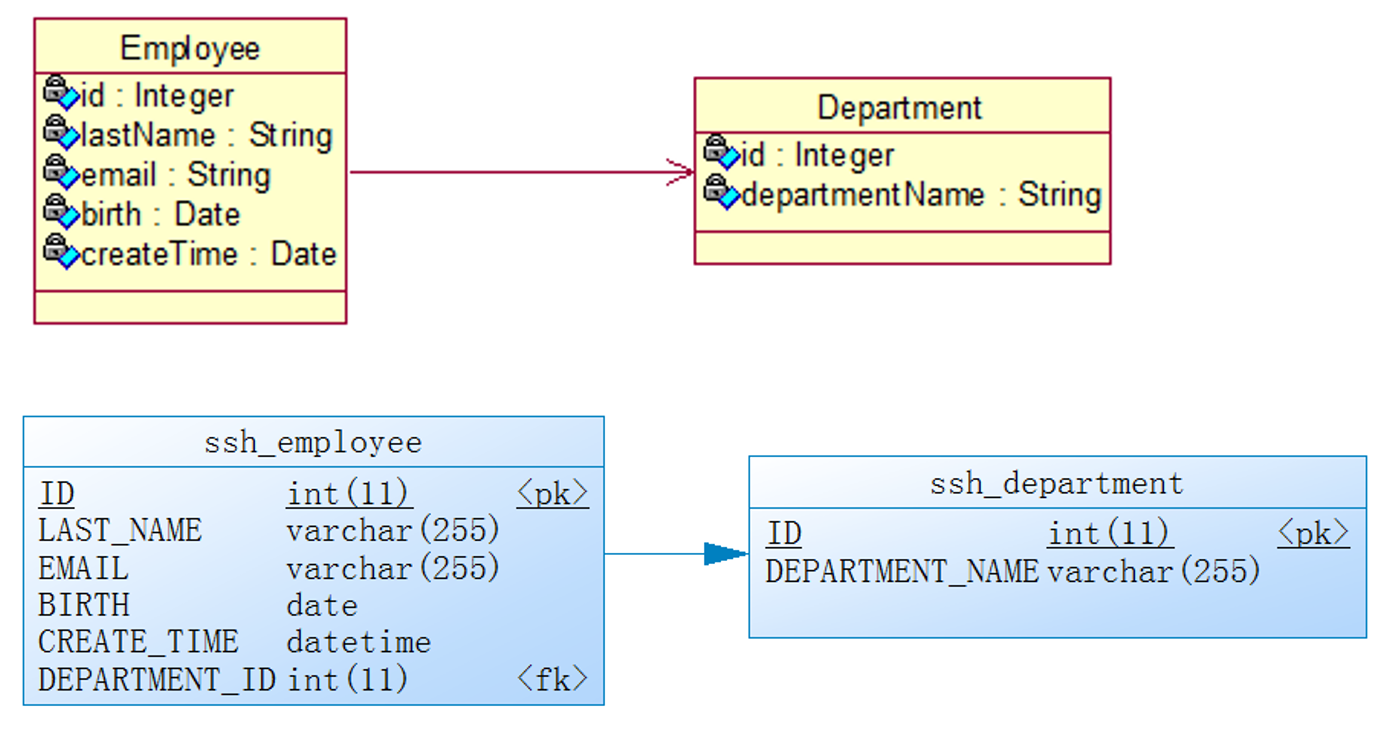 Employee
id : Integer
lastName : String
email : String
birth : Date
createTime : Date
Department
id : Integer
departmentName : String
ssh_employee
ID int(11) <pk>
LAST_NAME varchar(255)
EMAIL varchar(255)
BIRTH date
CREATE_TIME datetime
DEPARTMENT_ID int(11) <fk>
ssh_department
ID int(11) <pk>
DEPARTMENT_NAME varchar(255)